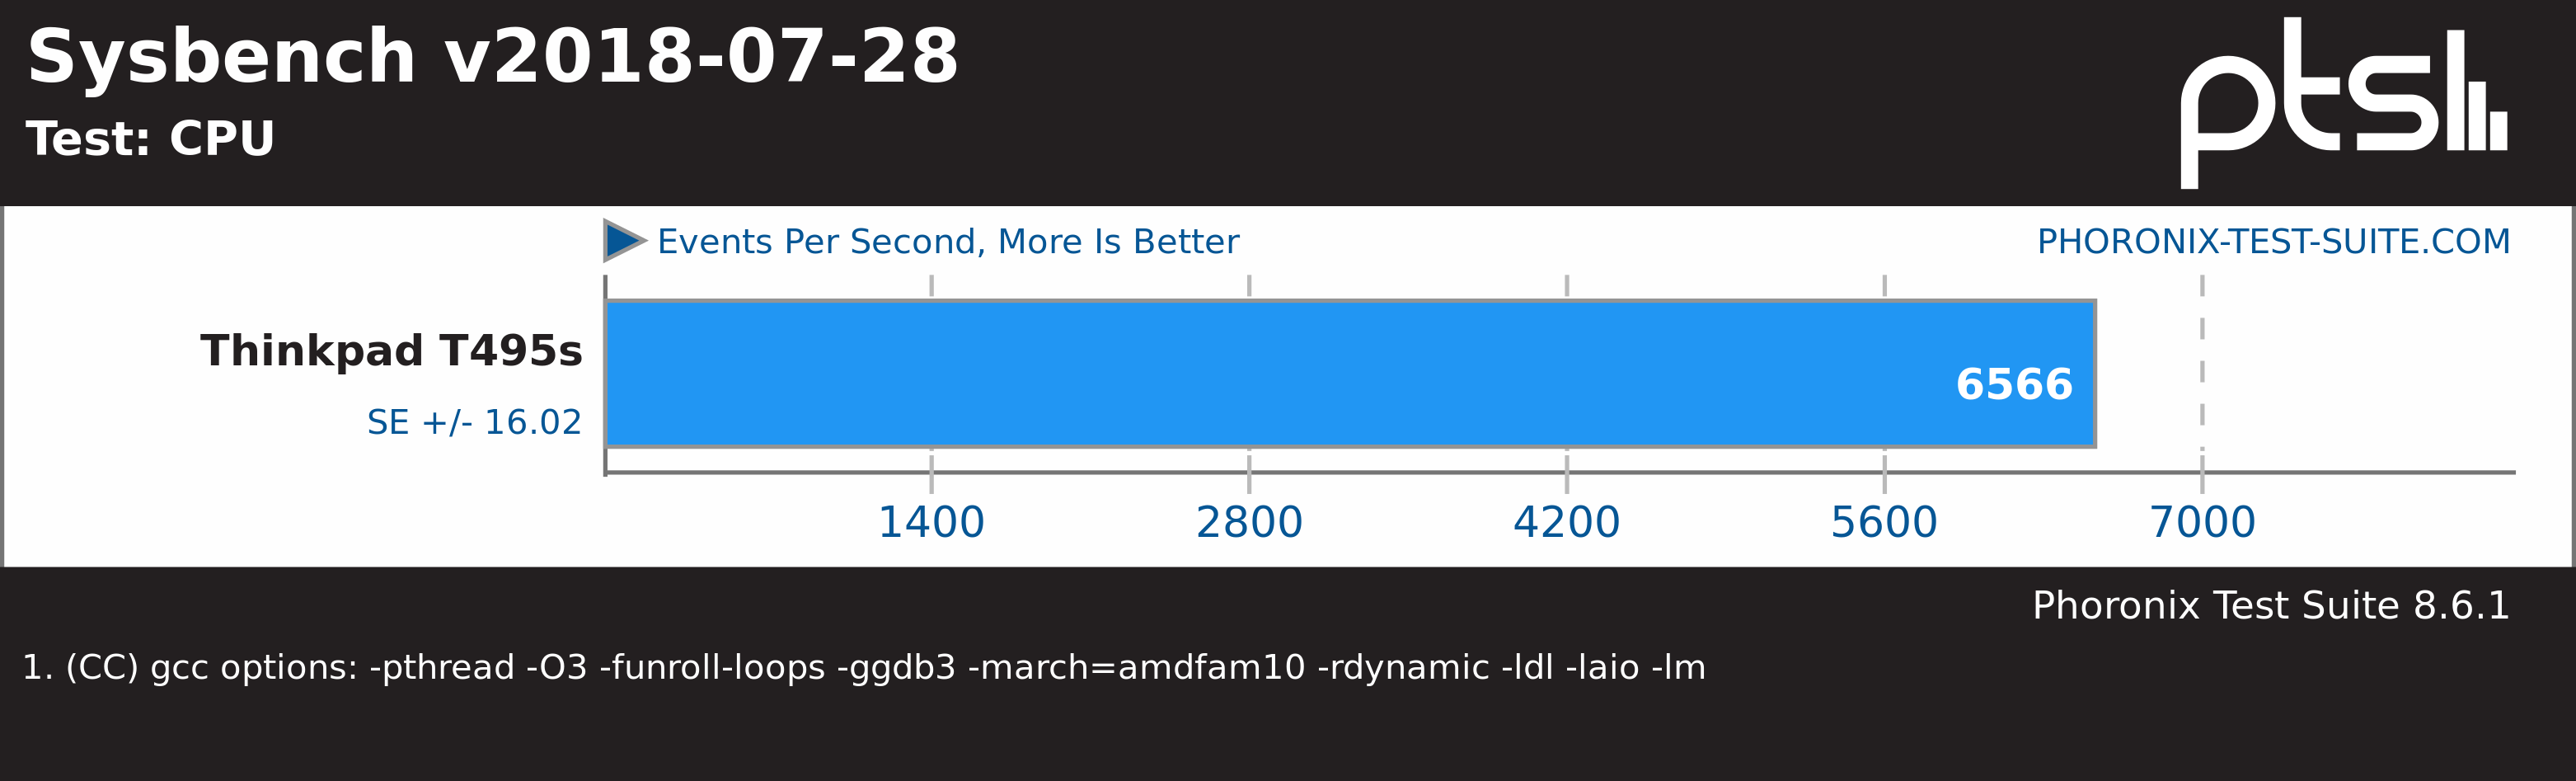 Sysbench v2018-07-28
Test: CPU
ptsl
Events Per Second, More Is Better
PHORONIX-TEST-SUITE.COM
Thinkpad T495s
SE +/- 16.02
6566
1400 2800 4200 5600 7000
Phoronix Test Suite 8.6.1
1. (CC) gcc options: -pthread -O3 -funroll-loops -ggdb3 -march=amdfam10 -rdynamic -ldl -laio -lm